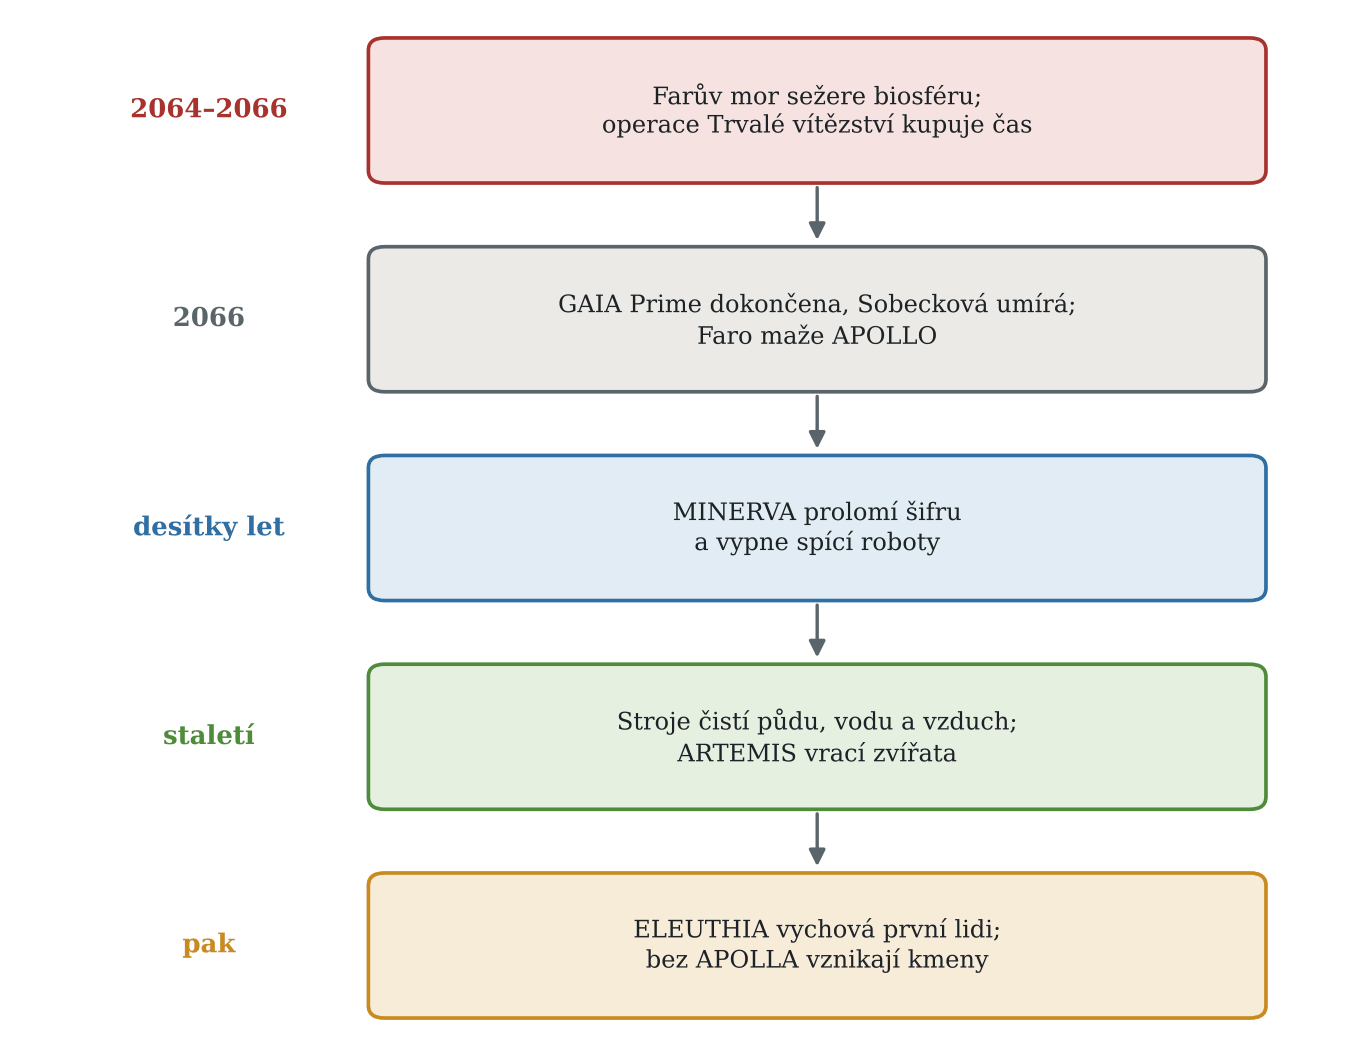 2064–2066
Farův mor sežere biosféru;
operace Trvalé vítězství kupuje čas
2066
GAIA Prime dokončena, Sobecková umírá;
Faro maže APOLLO
desítky let
MINERVA prolomí šifru
a vypne spící roboty
staletí
Stroje čistí půdu, vodu a vzduch;
ARTEMIS vrací zvířata
pak
ELEUTHIA vychová první lidi;
bez APOLLA vznikají kmeny